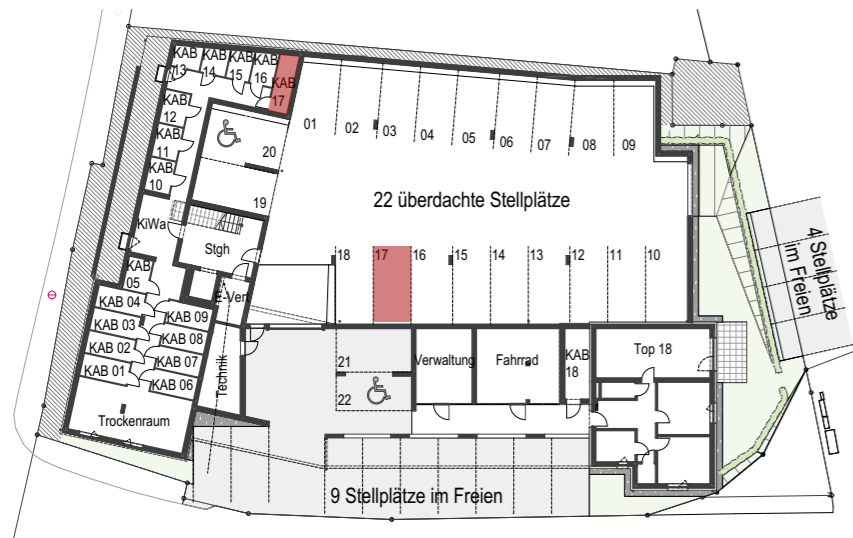 KAB
13
KAB
14
KAB
15
KAB
16
KAB
17
KAB
12
KAB
11
KAB
10
01
02
03
04
05
06
07
08
09
20
19
22 überdachte Stellplätze
KiWa
Stgh
18
17
16
15
14
13
12
11
10
4 Stellplätze
im Freien
KAB
05
E-Vert
KAB 04
KAB 09
KAB 03
KAB 08
KAB 02
KAB 07
KAB 01
KAB 06
Technik
21
22
Verwaltung
Fahrrad
KAB
18
Top 18
Trockenraum
9 Stellplätze im Freien